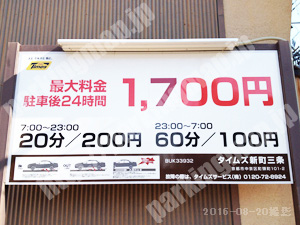 Times
最大料金
駐車後24時間
1,700円
7:00~23:00
20分/200円
23:00~7:00
60分/100円
BUK33932
タイムズ新町三条
タイムズサービス(株) 0120-72-8924
2016-08-20撮影